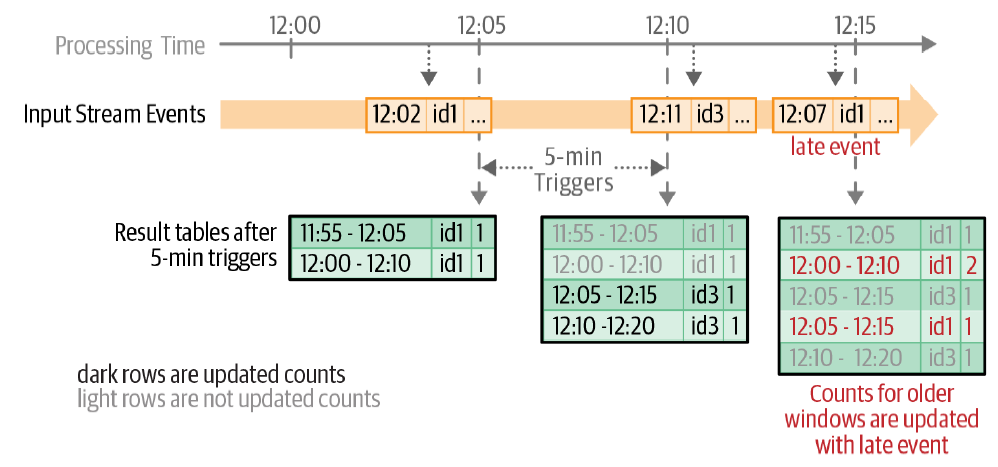 12:00 12:05 12:10 12:15
Processing Time
Input Stream Events 12:02 id1 ... 12:11 id3 ... 12:07 id1 ...
late event
5-min
Triggers
Result tables after
5-min triggers
11:55 - 12:05 id1 1
12:00 - 12:10 id1 1
11:55 - 12:05 id1 1
12:00 - 12:10 id1 1
12:05 - 12:15 id3 1
12:10 -12:20 id3 1
11:55 - 12:05 id1 1
12:00 - 12:10 id1 2
12:05 - 12:15 id3 1
12:05 - 12:15 id1 1
12:10 - 12:20 id3 1
dark rows are updated counts
light rows are not updated counts
Counts for older
windows are updated
with late event